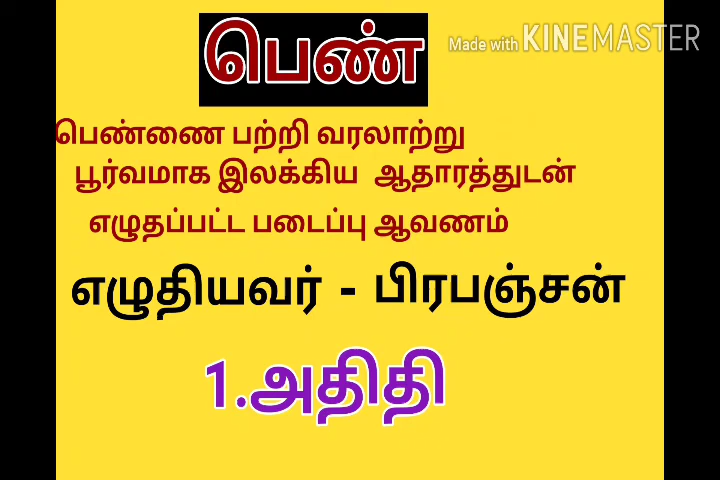 பெண்
Made with KINEMASTER
பெண்ணை பற்றி வரலாற்று
பூர்வமாக இலக்கிய ஆதாரத்துடன்
எழுதப்பட்ட படைப்பு ஆவணம்
எழுதியவர் - பிரபஞ்சன்
1.அதிதி